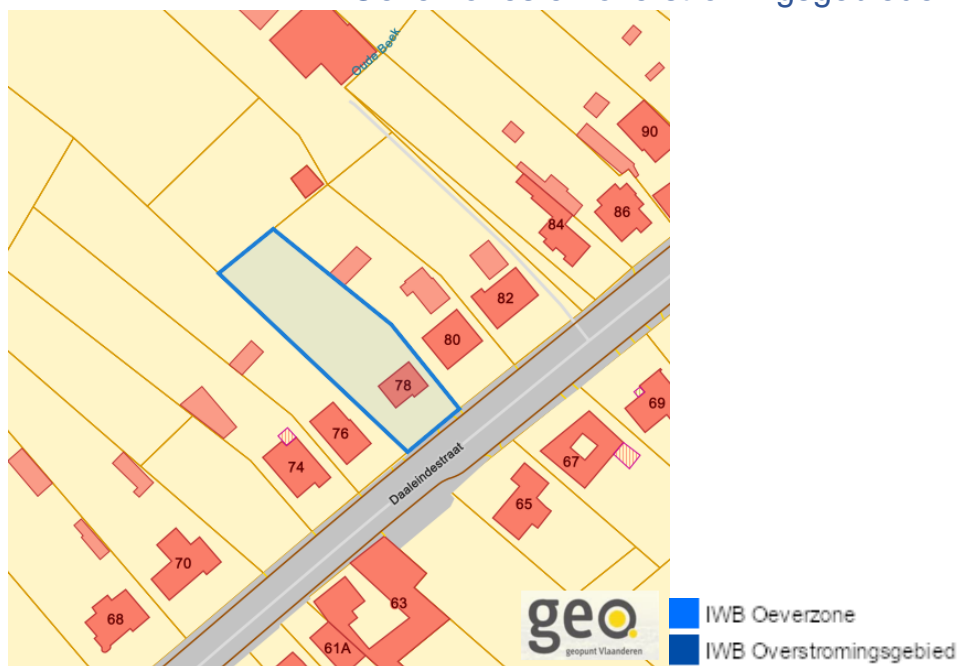 Oude Beek
90
86
84
82
80
78
76
74
70
68
69
67
65
63
61A
Daaleindestraat
geo.
geopunt Vlaanderen
IWB Oeverzone
IWB Overstromingsgebied